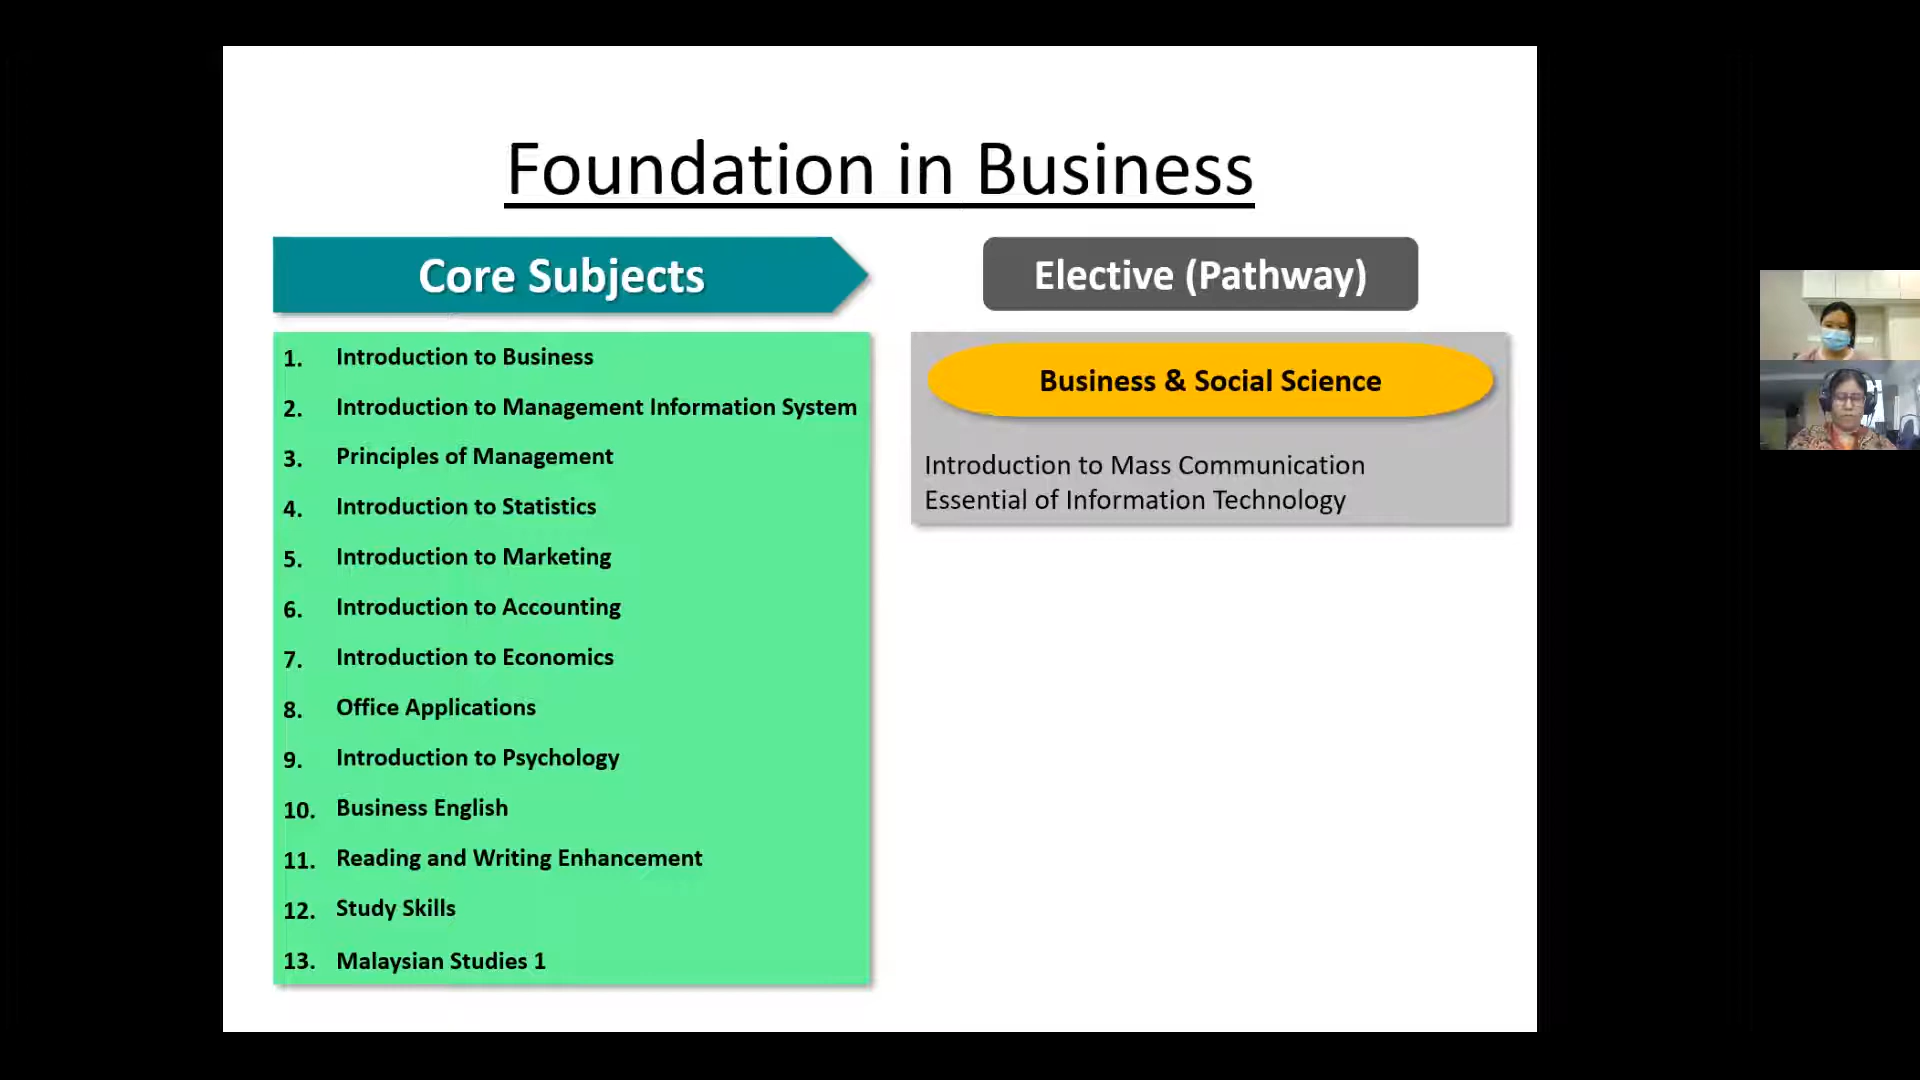 Foundation in Business
Core Subjects
1. Introduction to Business
2. Introduction to Management Information System
3. Principles of Management
4. Introduction to Statistics
5. Introduction to Marketing
6. Introduction to Accounting
7. Introduction to Economics
8. Office Applications
9. Introduction to Psychology
10. Business English
11. Reading and Writing Enhancement
12. Study Skills
13. Malaysian Studies 1
Elective (Pathway)
Business & Social Science
Introduction to Mass Communication
Essential of Information Technology